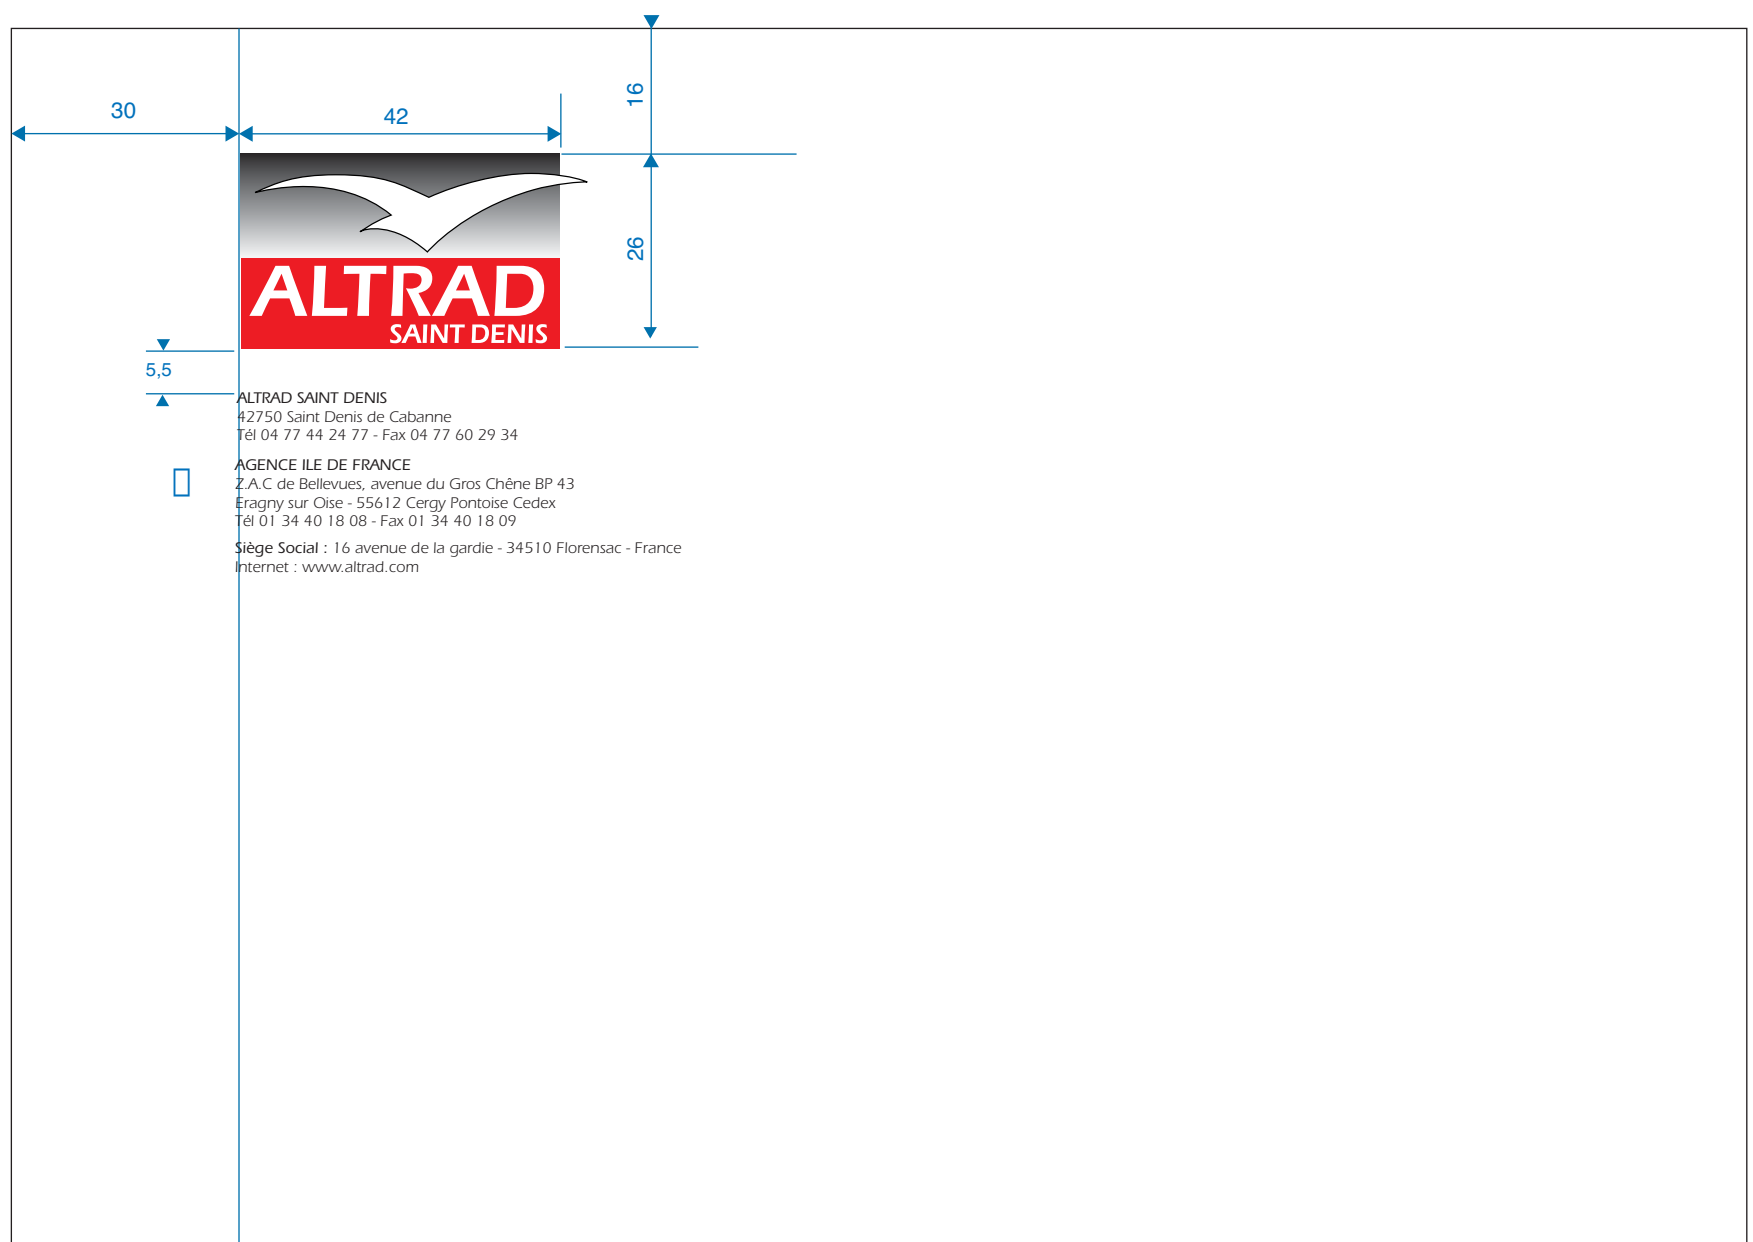 16
30
42
26
ALTRAD
SAINT DENIS
5,5
ALTRAD SAINT DENIS
42750 Saint Denis de Cabanne
Tél 04 77 44 24 77 - Fax 04 77 60 29 34
AGENCE ILE DE FRANCE
Z.A.C de Bellevues, avenue du Gros Chêne BP 43
Eragny sur Oise - 55612 Cergy Pontoise Cedex
Tél 01 34 40 18 08 - Fax 01 34 40 18 09
Siège Social : 16 avenue de la gardie - 34510 Florensac - France
Internet : www.altrad.com